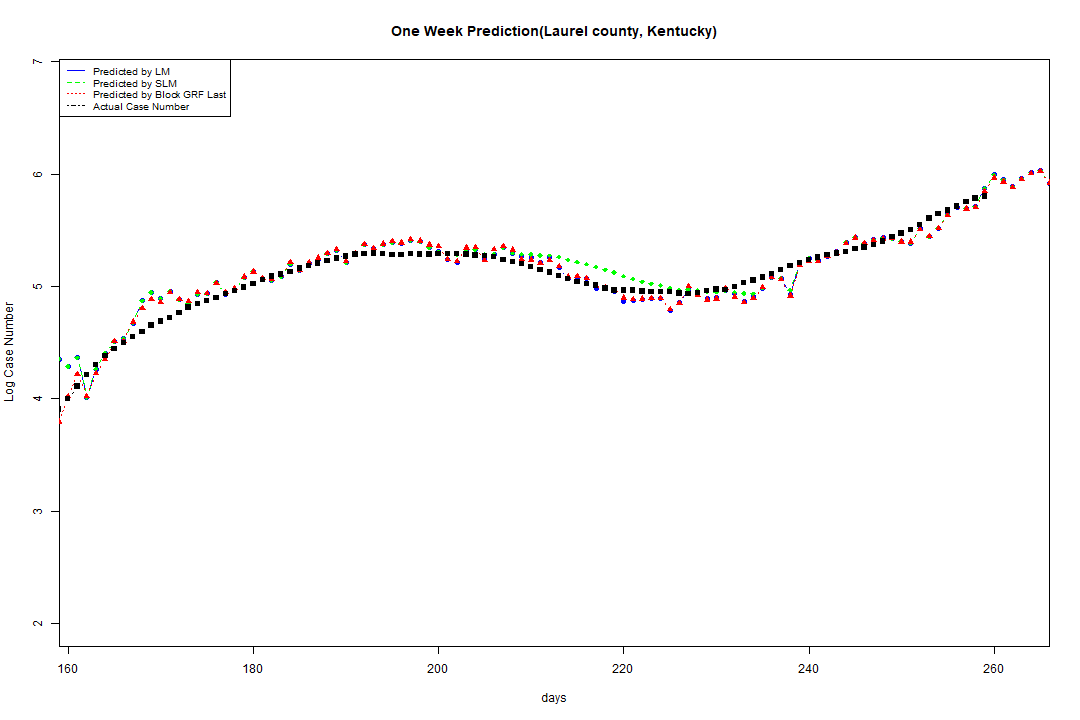 One Week Prediction(Laurel county, Kentucky)
7
Predicted by LM
Predicted by SLM
Predicted by Block GRF Last
Actual Case Number
6
5
4
3
2
Log Case Number
160 180 200 220 240 260
days